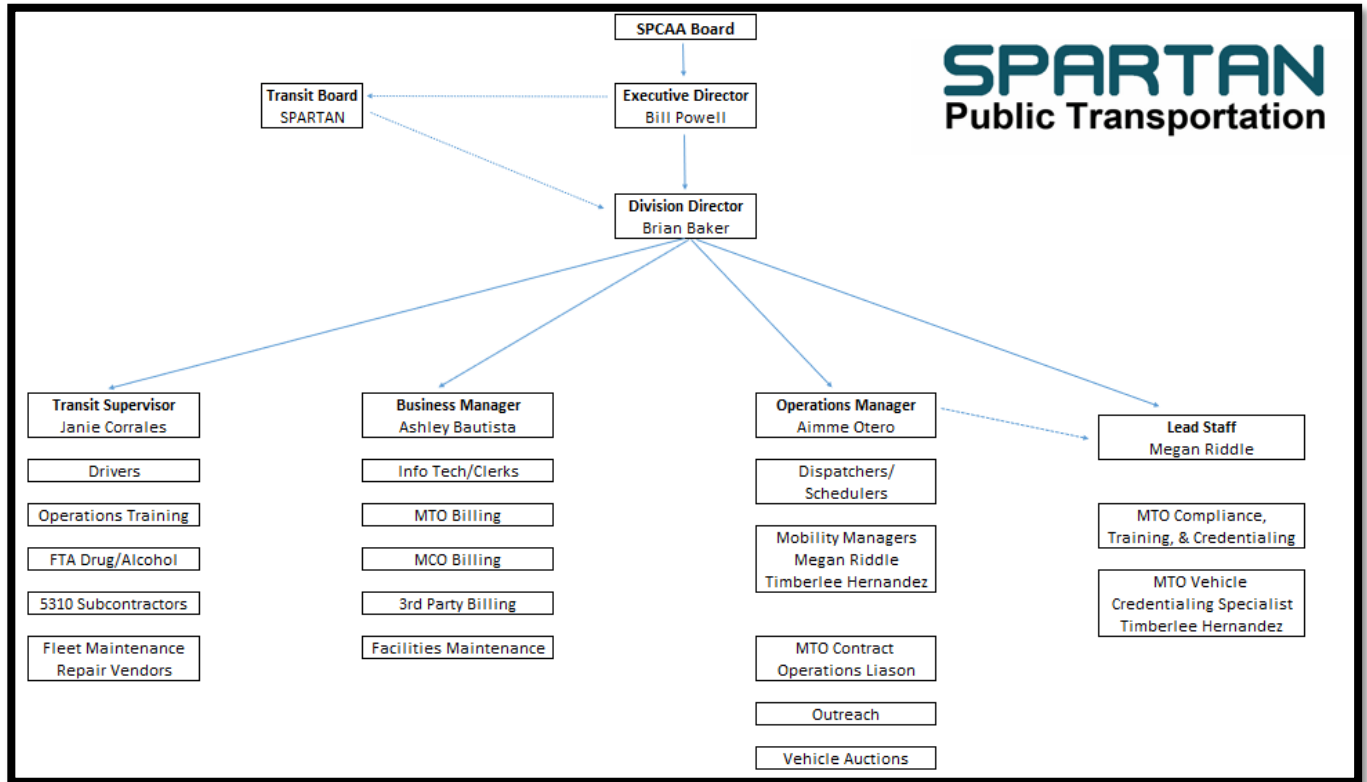 SPCAA Board
SPARTAN
Public Transportation
Transit Board
SPARTAN
Executive Director
Bill Powell
Division Director
Brian Baker
Transit Supervisor
Janie Corrales
Drivers
Operations Training
FTA Drug/Alcohol
5310 Subcontractors
Fleet Maintenance
Repair Vendors
Business Manager
Ashley Bautista
Info Tech/Clerks
MTO Billing
MCO Billing
3rd Party Billing
Facilities Maintenance
Operations Manager
Aimme Otero
Dispatchers/
Schedulers
Mobility Managers
Megan Riddle
Timberlee Hernandez
MTO Contract
Operations Liason
Outreach
Vehicle Auctions
Lead Staff
Megan Riddle
MTO Compliance,
Training, & Credentialing
MTO Vehicle
Credentialing Specialist
Timberlee Hernandez